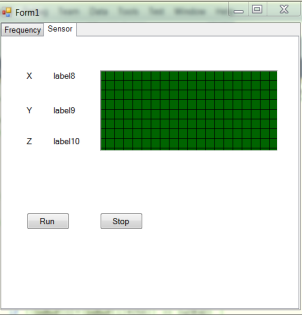 Form1
Frequency Sensor
X label8
Y label9
Z label10
Run Stop